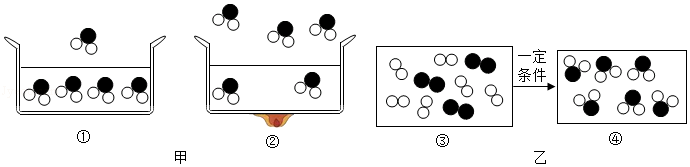 一定
条件
① ② ③ ④
甲 乙